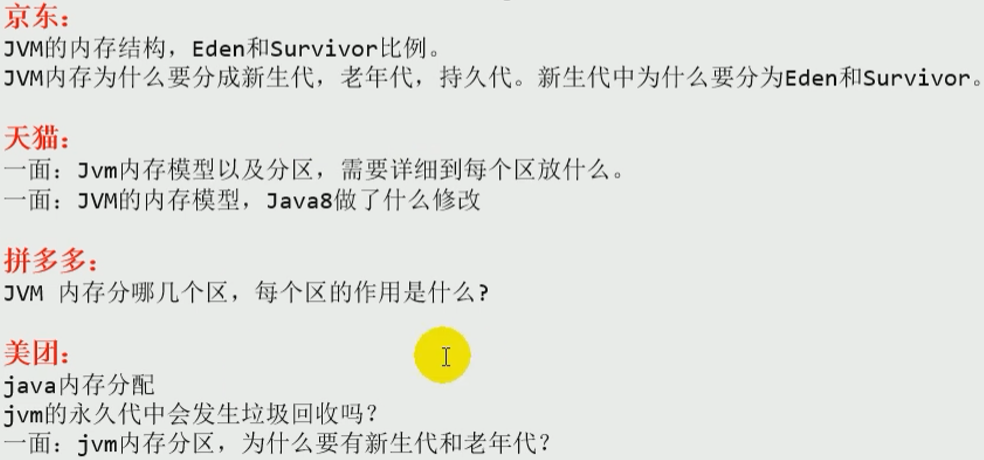 京东：
JVM的内存结构，Eden和Survivor比例。
JVM内存为什么要分成新生代，老年代，持久代。新生代中为什么要分为Eden和Survivor。
天猫：
一面：Jvm内存模型以及分区，需要详细到每个区放什么。
一面：JVM的内存模型，Java8做了什么修改
拼多多：
JVM 内存分哪几个区，每个区的作用是什么?
美团：
java内存分配
jvm的永久代中会发生垃圾回收吗？
一面：jvm内存分区，为什么要有新生代和老年代？